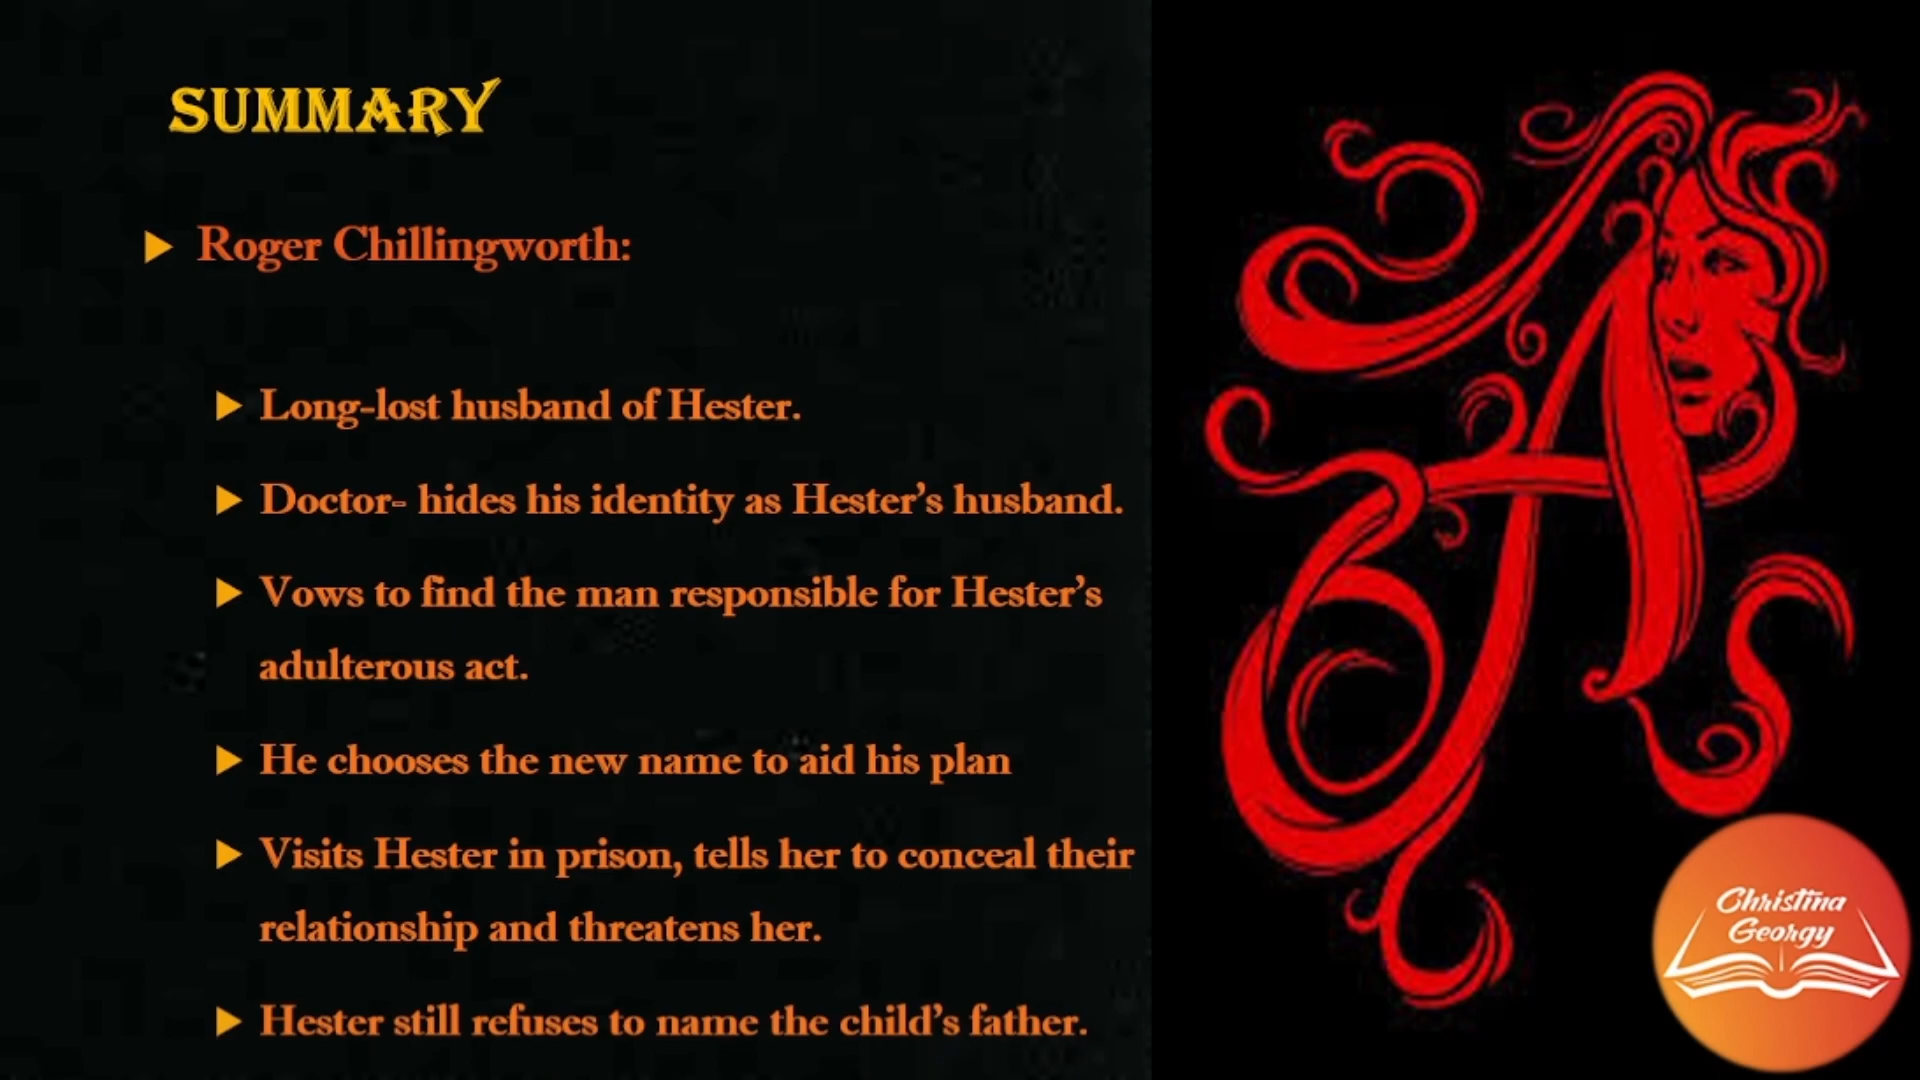 SUMMARY
Roger Chillingworth:
Long-lost husband of Hester.
Doctor- hides his identity as Hester's husband.
Vows to find the man responsible for Hester's
adulterous act.
He chooses the new name to aid his plan
Visits Hester in prison, tells her to conceal their
relationship and threatens her.
Hester still refuses to name the child's father.
A
Christina
Georgy